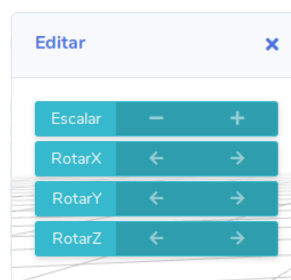 Editar ×
Escalar − +
RotarX ← →
RotarY ← →
RotarZ ← →